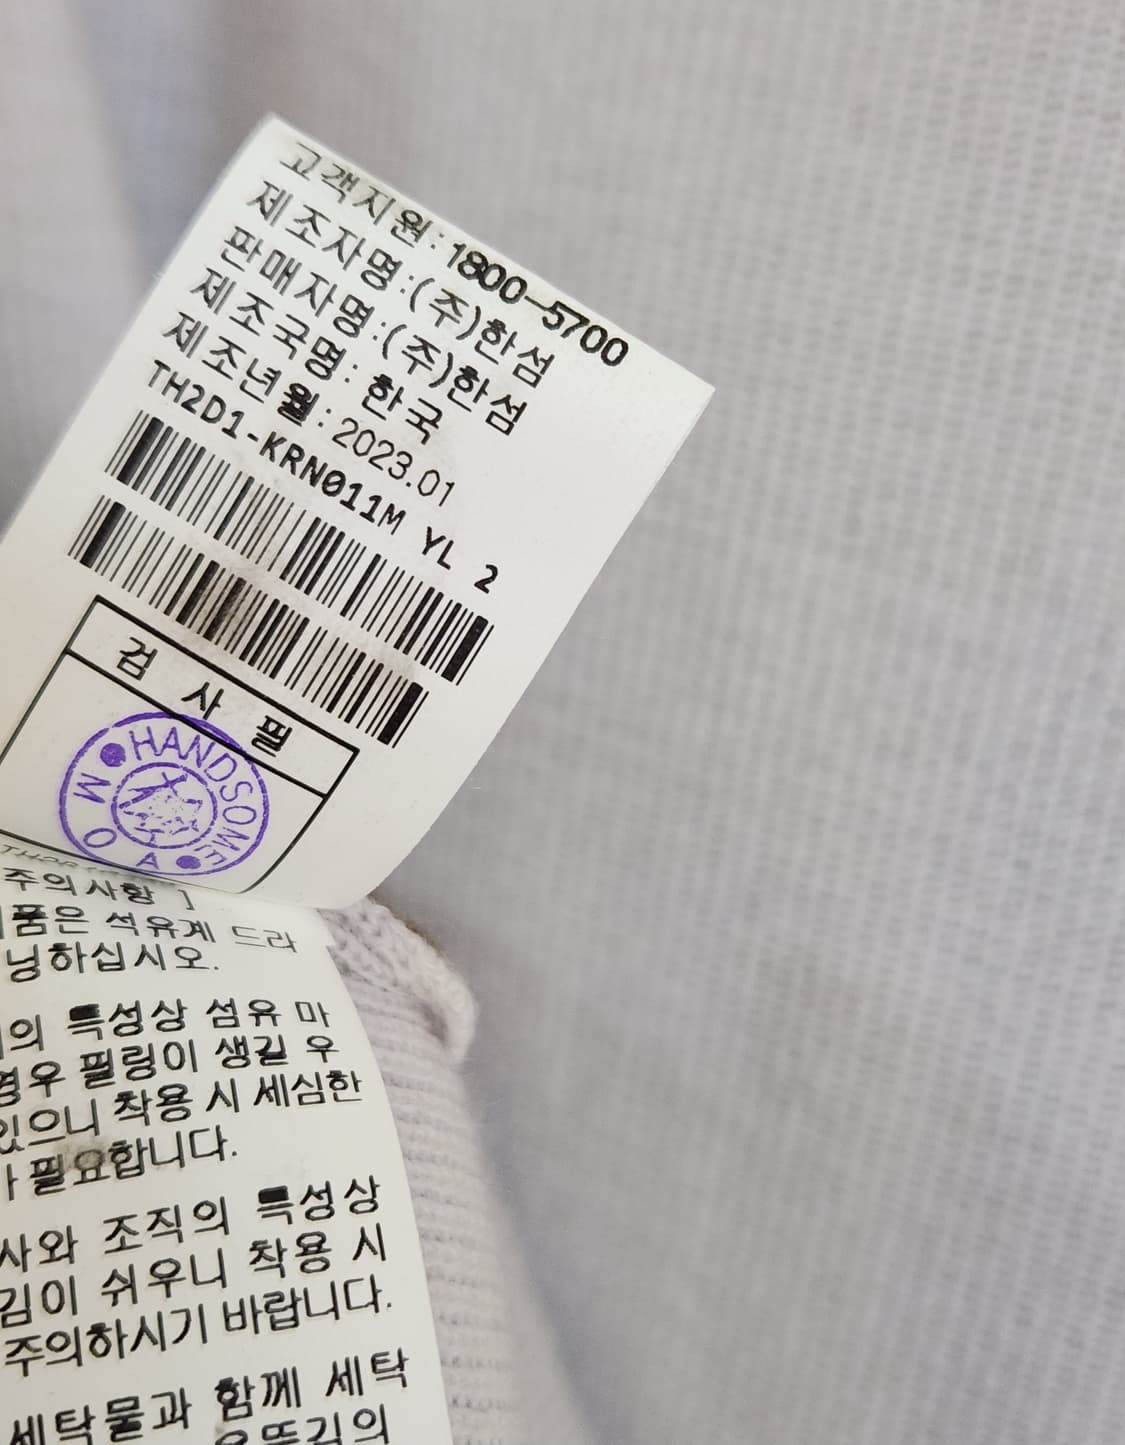 고객지원:1800-5700
제조자명:(주)한섬
판매자명:(주)한섬
제조국명: 한국
제조년월:2023.01
TH2D1-KRN011M YL 2
검 사 필
HANDSOME MOA
주의사항 ]
품은 석유계 드라
닝하십시오.
의 특성상 섬유 마
경우 필링이 생길 우
있으니 착용 시 세심한
필요합니다.
사와 조직의 특성상
김이 쉬우니 착용 시
주의하시기 바랍니다.
세탁물과 함께 세탁